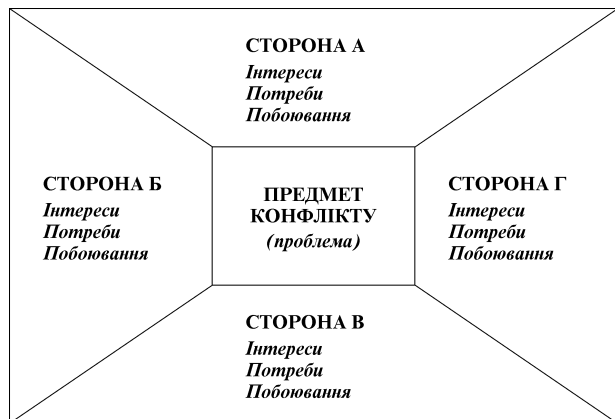 СТОРОНА А
Інтереси
Потреби
Побоювання
СТОРОНА Б
Інтереси
Потреби
Побоювання
ПРЕДМЕТ
КОНФЛІКТУ
(проблема)
СТОРОНА Г
Інтереси
Потреби
Побоювання
СТОРОНА В
Інтереси
Потреби
Побоювання